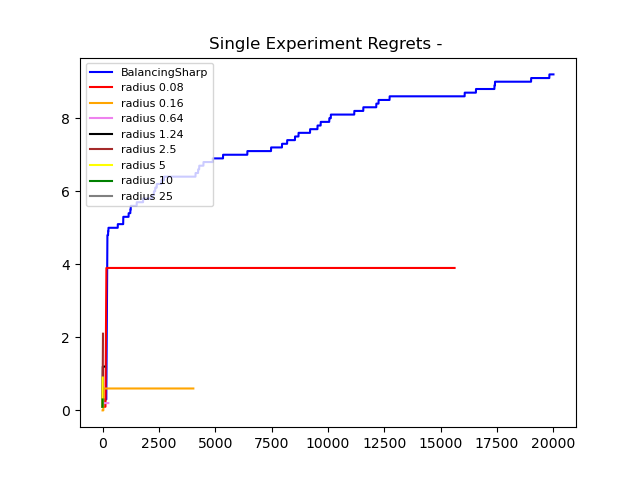 Single Experiment Regrets -
BalancingSharp
radius 0.08
radius 0.16
radius 0.64
radius 1.24
radius 2.5
radius 5
radius 10
radius 25
8
6
4
2
0
0 2500 5000 7500 10000 12500 15000 17500 20000